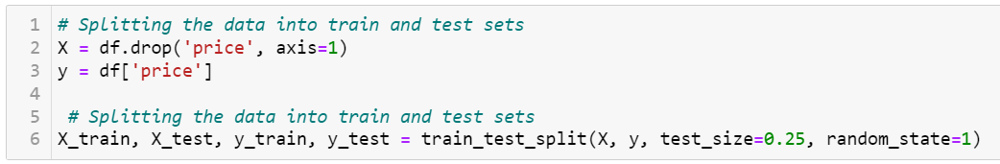 1 # Splitting the data into train and test sets
2 X = df.drop('price', axis=1)
3 y = df['price']
4
5  # Splitting the data into train and test sets
6 X_train, X_test, y_train, y_test = train_test_split(X, y, test_size=0.25, random_state=1)